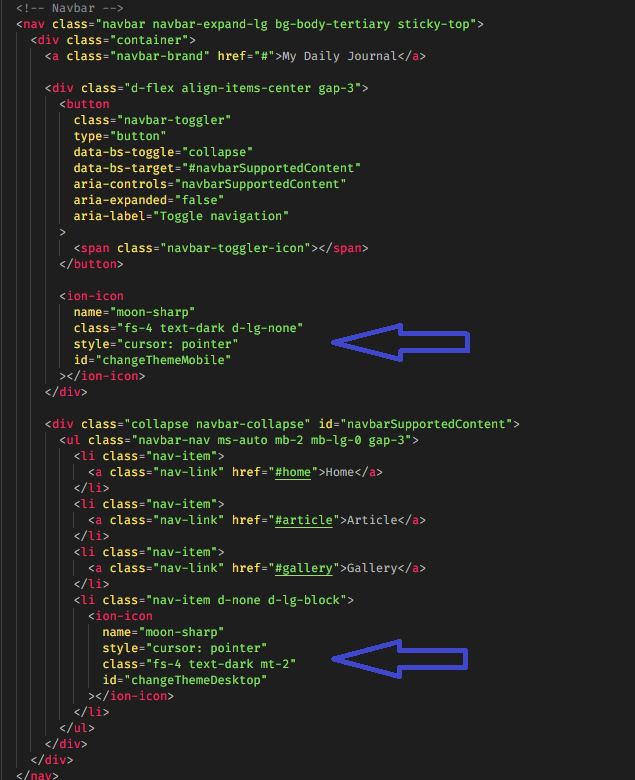 <!-- Navbar -->
<nav class="navbar navbar-expand-lg bg-body-tertiary sticky-top">
<div class="container">
<a class="navbar-brand" href="#">My Daily Journal</a>
<div class="d-flex align-items-center gap-3">
<button
class="navbar-toggler"
type="button"
data-bs-toggle="collapse"
data-bs-target="#navbarSupportedContent"
aria-controls="navbarSupportedContent"
aria-expanded="false"
aria-label="Toggle navigation"
>
<span class="navbar-toggler-icon"></span>
</button>
<ion-icon
name="moon-sharp"
class="fs-4 text-dark d-lg-none"
style="cursor: pointer"
id="changeThemeMobile"
></ion-icon>
</div>
<div class="collapse navbar-collapse" id="navbarSupportedContent">
<ul class="navbar-nav ms-auto mb-2 mb-lg-0 gap-3">
<li class="nav-item">
<a class="nav-link" href="#home">Home</a>
</li>
<li class="nav-item">
<a class="nav-link" href="#article">Article</a>
</li>
<li class="nav-item">
<a class="nav-link" href="#gallery">Gallery</a>
</li>
<li class="nav-item d-none d-lg-block">
<ion-icon
name="moon-sharp"
style="cursor: pointer"
class="fs-4 text-dark mt-2"
id="changeThemeDesktop"
></ion-icon>
</li>
</ul>
</div>
</div>
</nav>